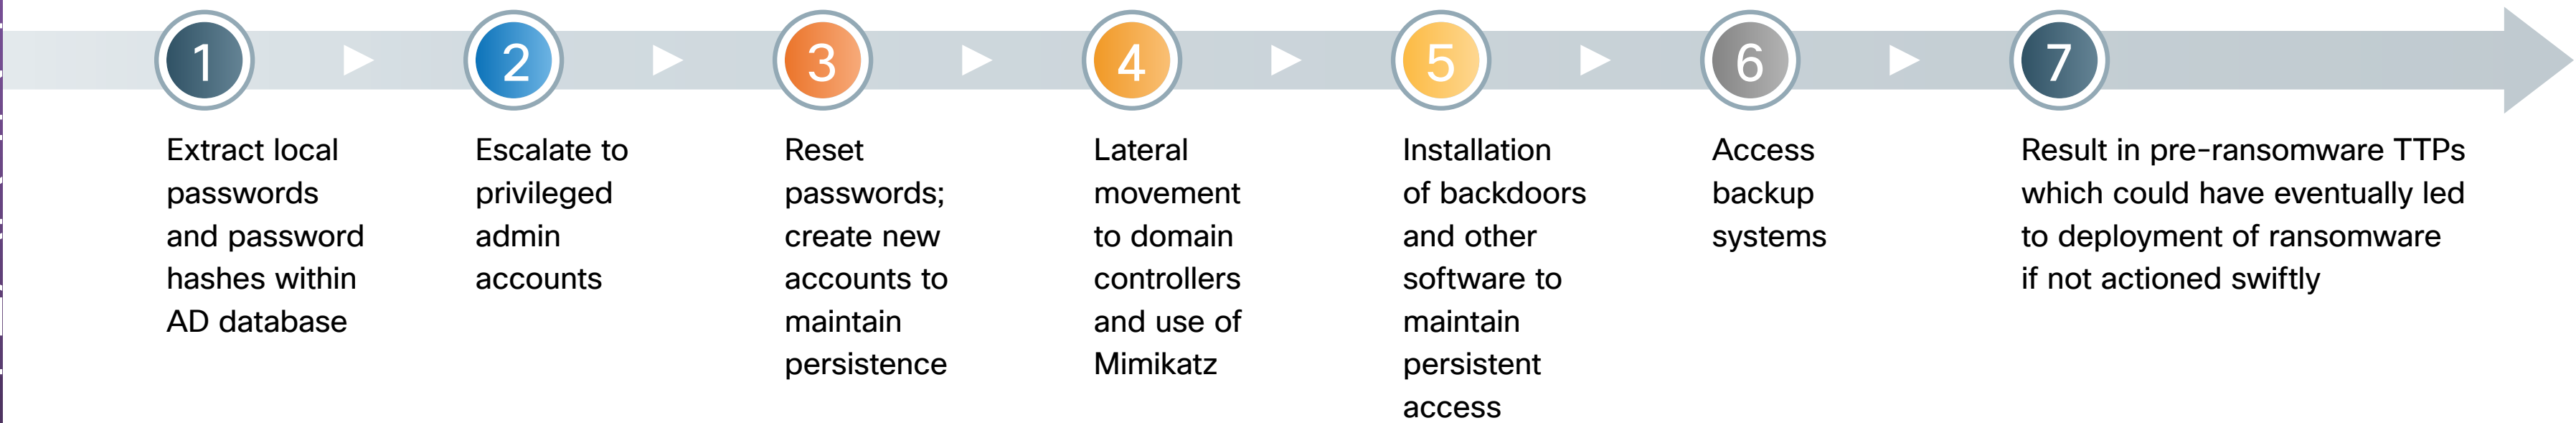 1
Extract local
passwords
and password
hashes within
AD database
2
Escalate to
privileged
admin
accounts
3
Reset
passwords;
create new
accounts to
maintain
persistence
4
Lateral
movement
to domain
controllers
and use of
Mimikatz
5
Installation
of backdoors
and other
software to
maintain
persistent
access
6
Access
backup
systems
7
Result in pre-ransomware TTPs
which could have eventually led
to deployment of ransomware
if not actioned swiftly